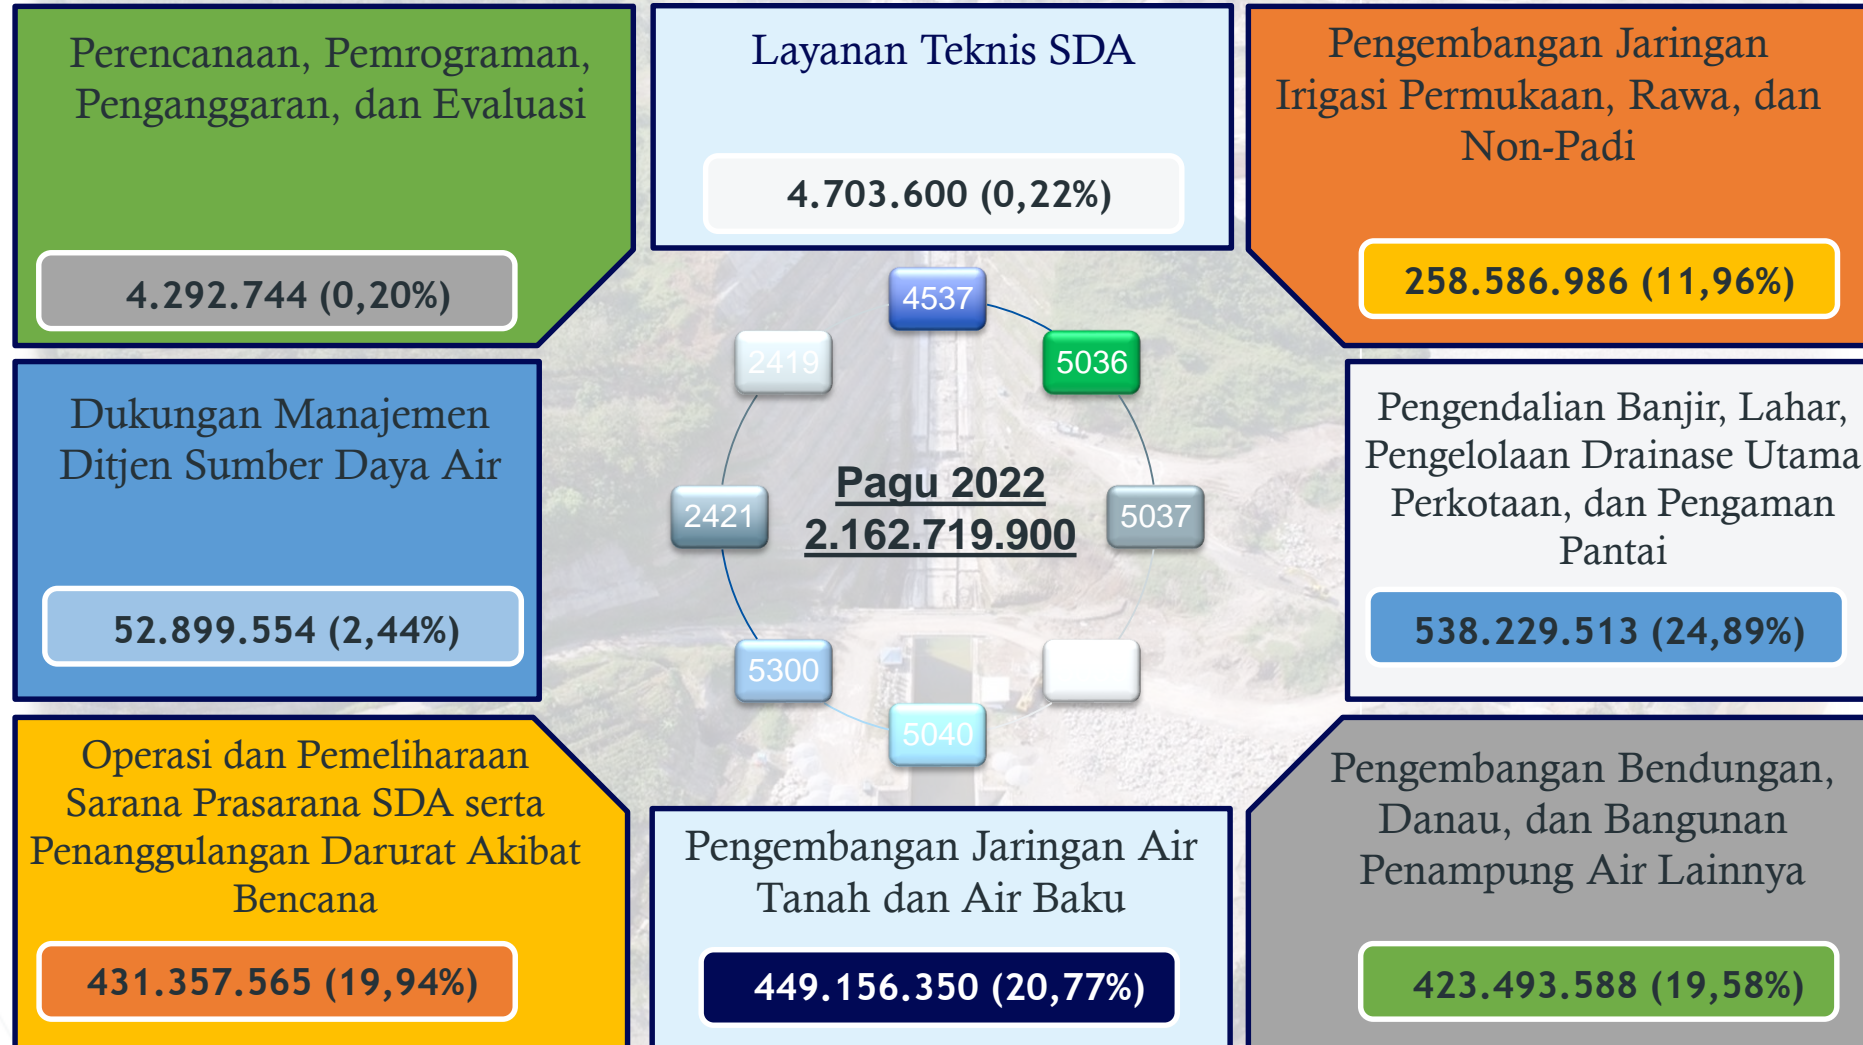 Perencanaan, Pemrograman,
Penganggaran, dan Evaluasi
4.292.744 (0,20%)
Layanan Teknis SDA
4.703.600 (0,22%)
Pengembangan Jaringan
Irigasi Permukaan, Rawa, dan
Non-Padi
258.586.986 (11,96%)
Dukungan Manajemen
Ditjen Sumber Daya Air
52.899.554 (2,44%)
4537
2419
5036
2421
Pagu 2022
2.162.719.900
5037
5300
5040
Pengendalian Banjir, Lahar,
Pengelolaan Drainase Utama
Perkotaan, dan Pengaman
Pantai
538.229.513 (24,89%)
Operasi dan Pemeliharaan
Sarana Prasarana SDA serta
Penanggulangan Darurat Akibat
Bencana
431.357.565 (19,94%)
Pengembangan Jaringan Air
Tanah dan Air Baku
449.156.350 (20,77%)
Pengembangan Bendungan,
Danau, dan Bangunan
Penampung Air Lainnya
423.493.588 (19,58%)